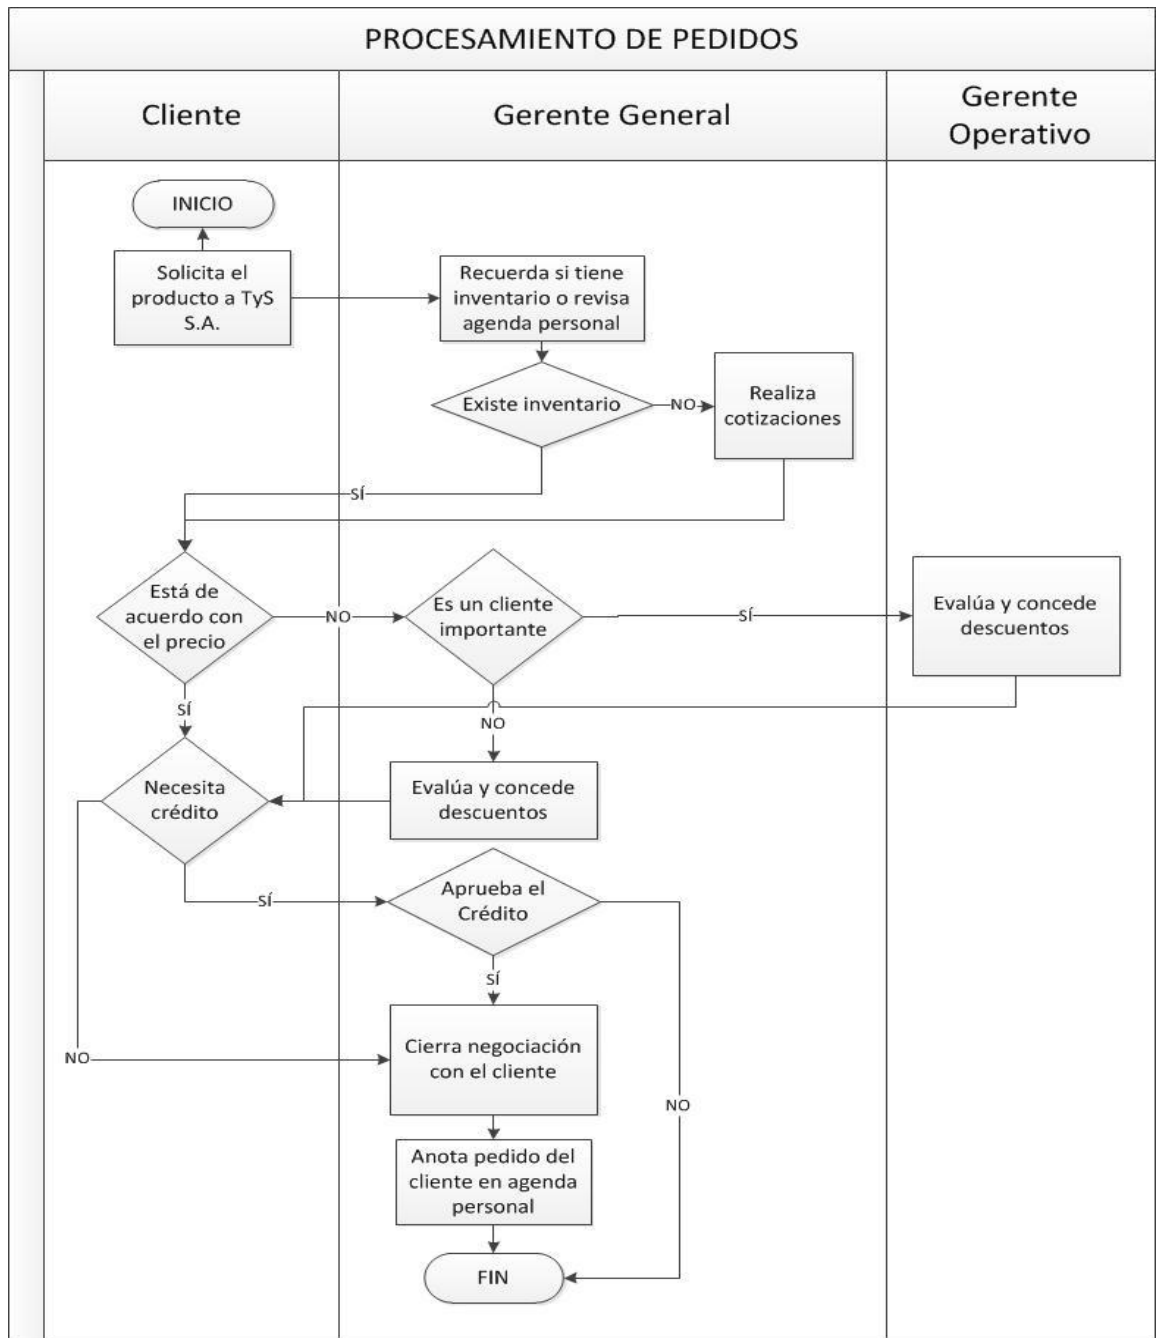 PROCESAMIENTO DE PEDIDOS
Cliente
Gerente General
Gerente
Operativo
INICIO
Solicita el
producto a TyS
S.A.
Recuerda si tiene
inventario o revisa
agenda personal
Existe inventario
NO
Realiza
cotizaciones
SÍ
Está de
acuerdo con
el precio
NO
Es un cliente
importante
SÍ
Evalúa y concede
descuentos
SÍ
NO
Necesita
crédito
Evalúa y concede
descuentos
SÍ
Aprueba el
Crédito
SÍ
Cierra negociación
con el cliente
NO
NO
Anota pedido del
cliente en agenda
personal
FIN